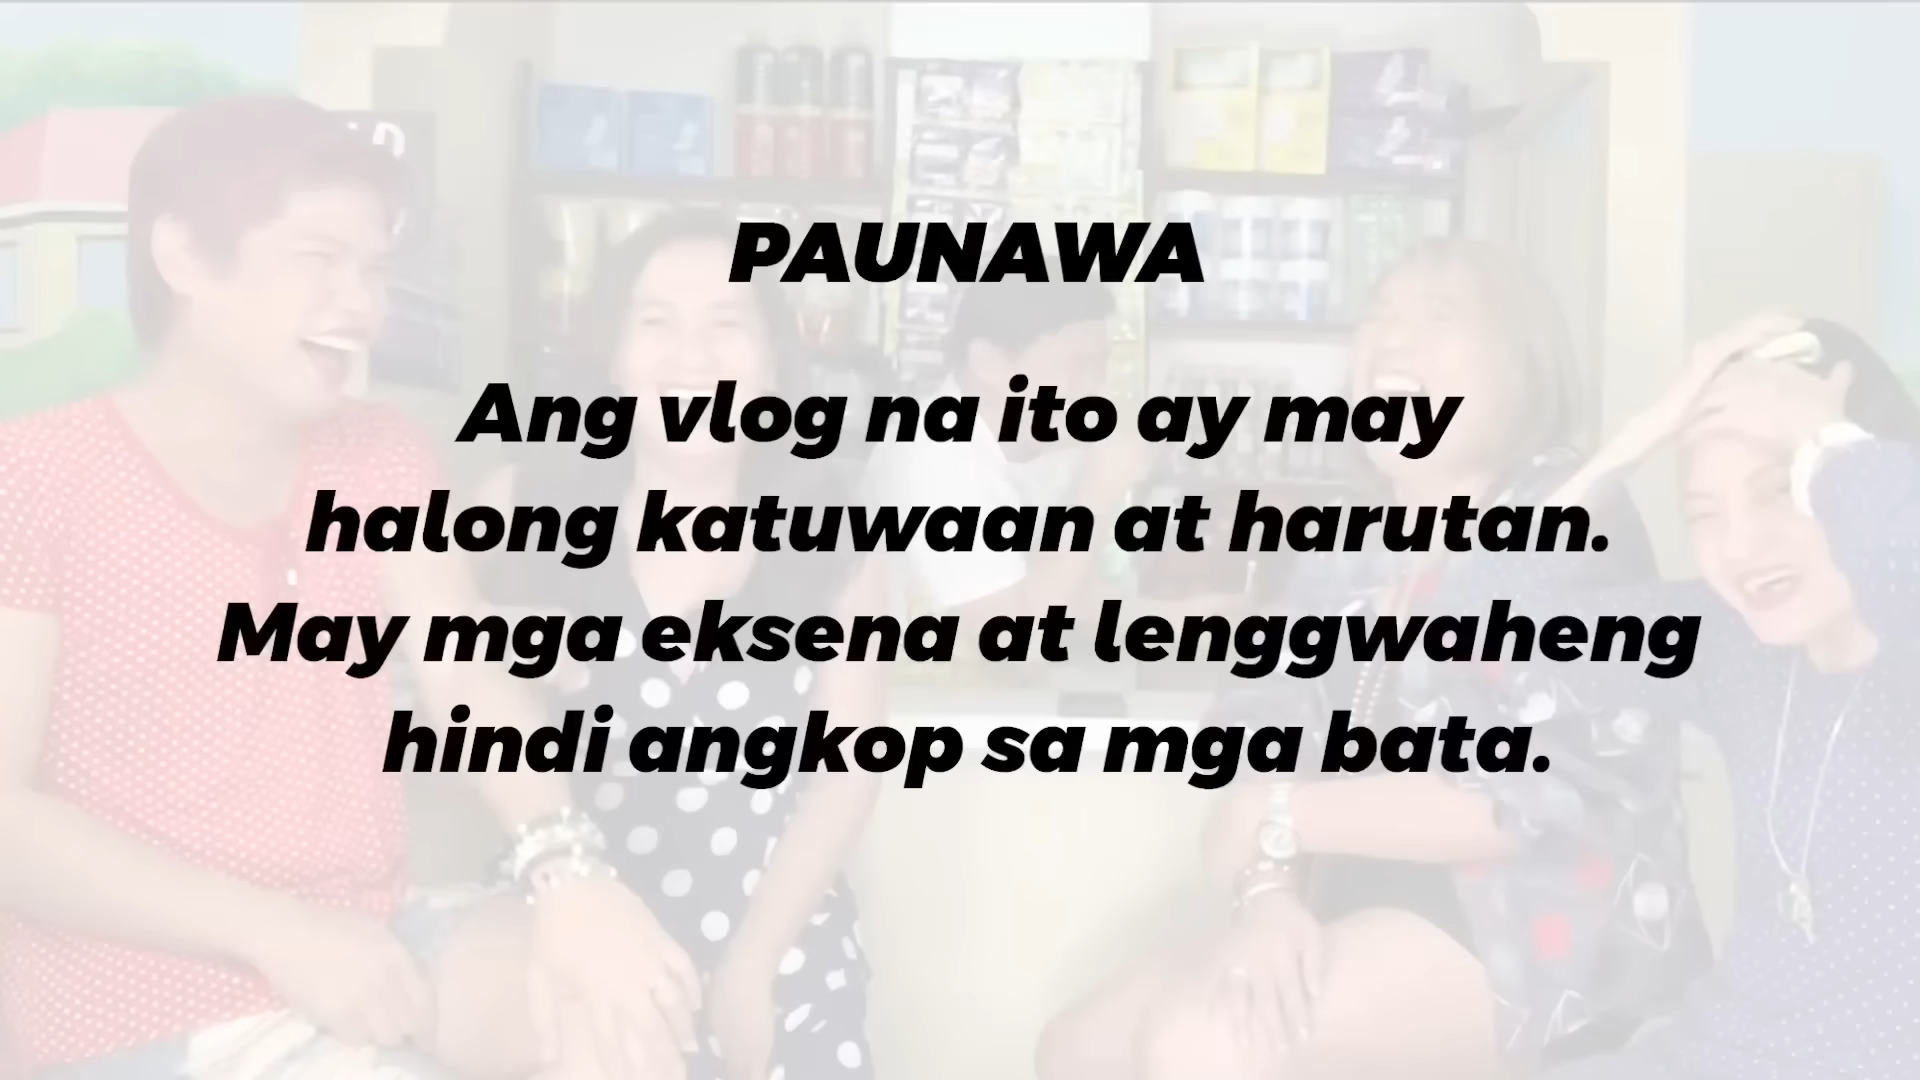 PAUNAWA
Ang vlog na ito ay may
halong katuwaan at harutan.
May mga eksena at lenggwaheng
hindi angkop sa mga bata.